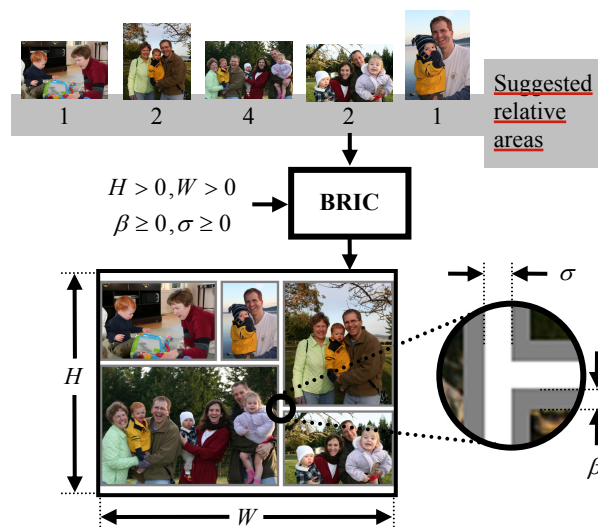 1 2 4 2 1
Suggested
relative
areas
H > 0, W > 0
β ≥ 0, σ ≥ 0
BRIC
σ
H
β
W